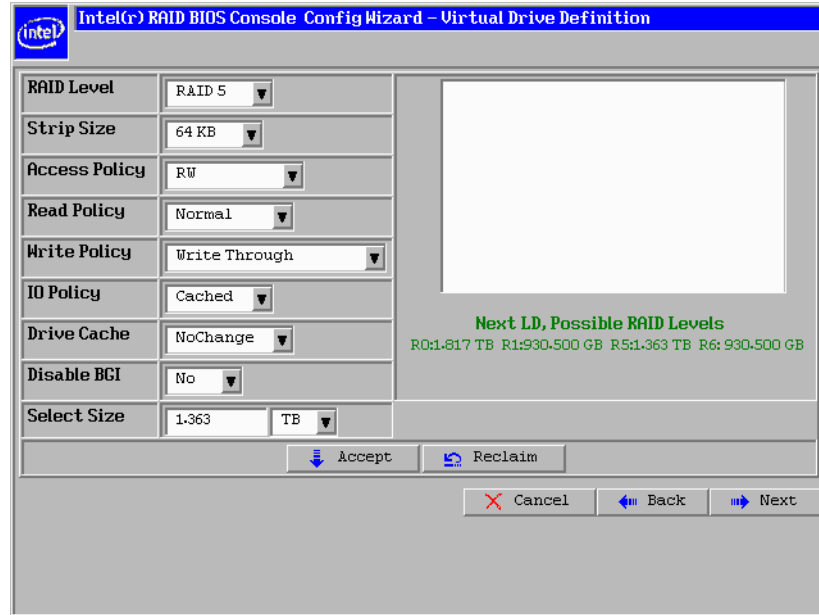 intel
Intel(r) RAID BIOS Console Config Wizard – Virtual Drive Definition
RAID Level RAID 5
Strip Size 64 KB
Access Policy RW
Read Policy Normal
Write Policy Write Through
IO Policy Cached
Drive Cache NoChange
Disable BGI No
Select Size 1.363 TB
Next LD, Possible RAID Levels
R0:1.817 TB R1:930.500 GB R5:1.363 TB R6: 930.500 GB
Accept Reclaim
Cancel Back Next